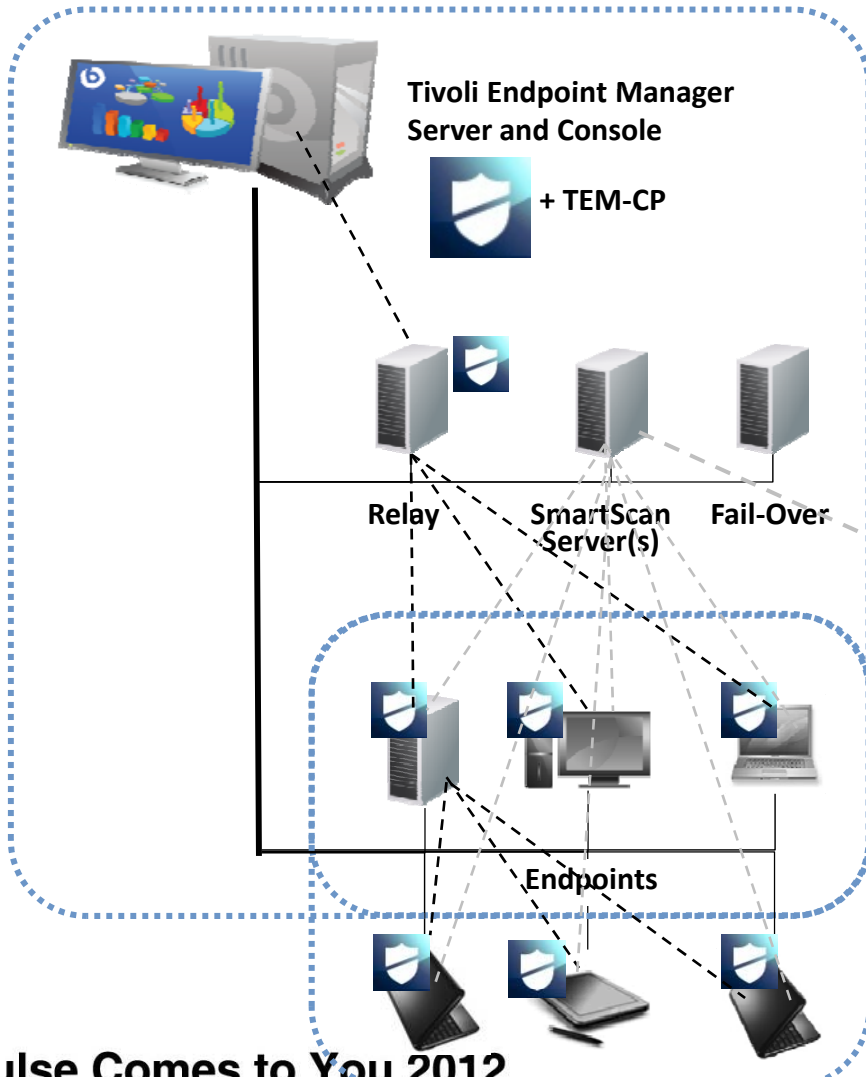 Tivoli Endpoint Manager
Server and Console
+ TEM-CP
Relay
SmartScan
Server(s)
Fail-Over
Endpoints
ulse Comes to You 2012